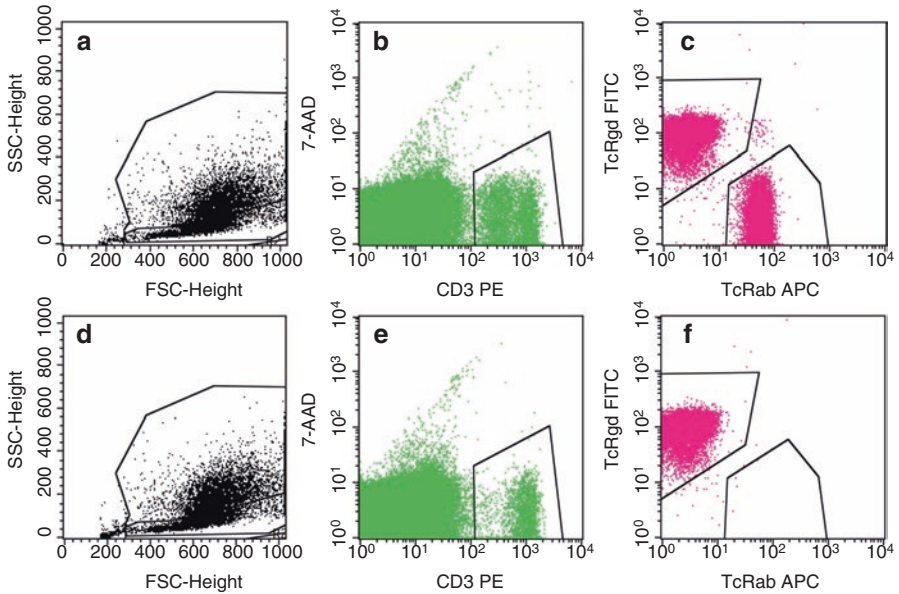 a
SSC-Height
0 200 400 600 800 1000
0 200 400 600 800 1000
FSC-Height
b
7-AAD
10^0 10^1 10^2 10^3 10^4
10^0 10^1 10^2 10^3 10^4
CD3 PE
c
TcRgd FITC
10^0 10^1 10^2 10^3 10^4
10^0 10^1 10^2 10^3 10^4
TcRab APC
d
SSC-Height
0 200 400 600 800 1000
0 200 400 600 800 1000
FSC-Height
e
7-AAD
10^0 10^1 10^2 10^3 10^4
10^0 10^1 10^2 10^3 10^4
CD3 PE
f
TcRgd FITC
10^0 10^1 10^2 10^3 10^4
10^0 10^1 10^2 10^3 10^4
TcRab APC